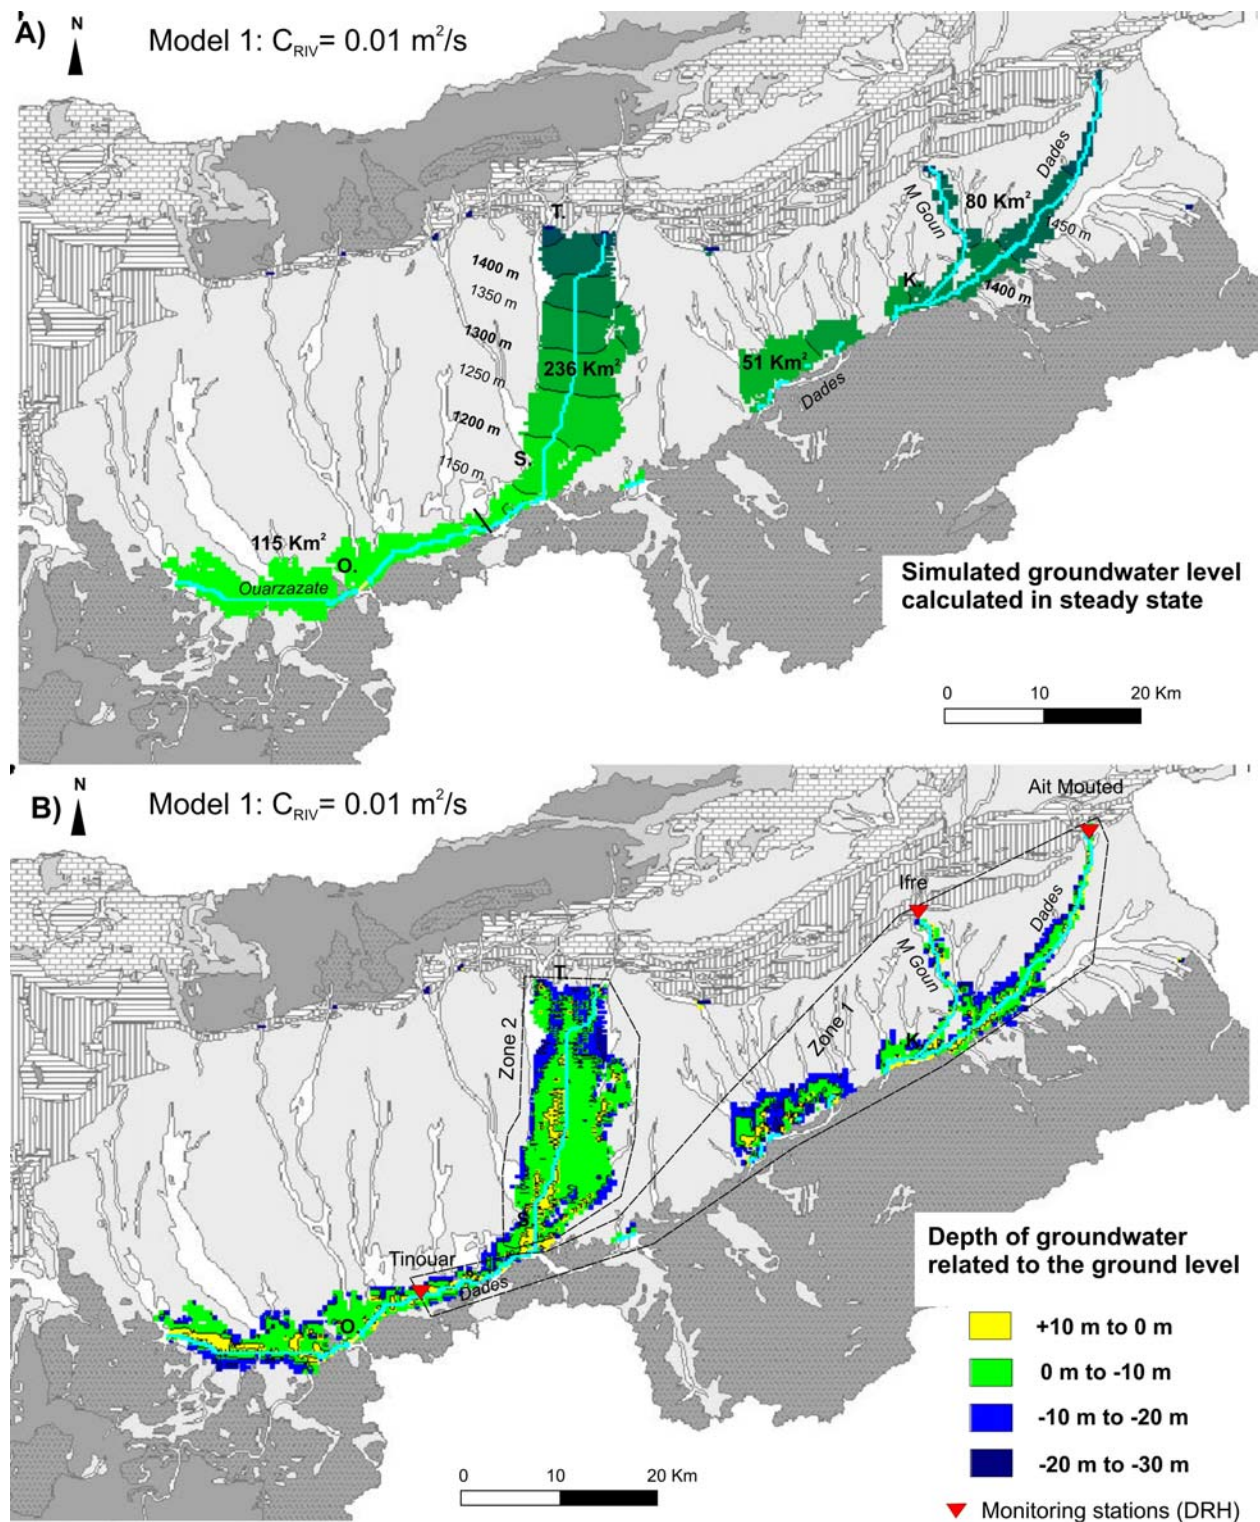 A)
N
Model 1: CRIV= 0.01 m²/s
Dades
T.
M Goun
80 Km²
1450 m
1400 m
K.
1400 m
1350 m
1300 m
1250 m
236 Km²
51 Km²
Dades
1200 m
S.
1150 m
115 Km²
O.
Ouarzazate
Simulated groundwater level
calculated in steady state
0 10 20 Km
B)
N
Model 1: CRIV= 0.01 m²/s
Ait Mouted
Ifre
Dades
M Goun
T.
Zone 2
Zone 1
K.
S.
Tinouar
Dades
O.
Depth of groundwater
related to the ground level
+10 m to 0 m
0 m to -10 m
-10 m to -20 m
-20 m to -30 m
0 10 20 Km
Monitoring stations (DRH)